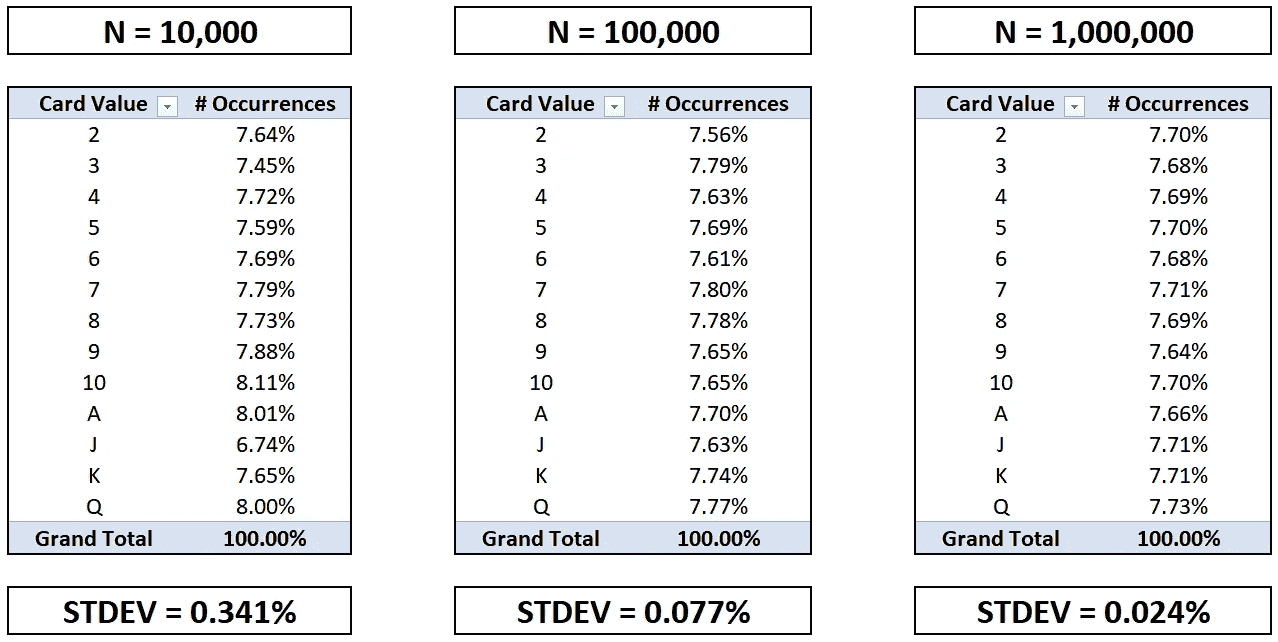 N = 10,000
Card Value # Occurrences
2 7.64%
3 7.45%
4 7.72%
5 7.59%
6 7.69%
7 7.79%
8 7.73%
9 7.88%
10 8.11%
A 8.01%
J 6.74%
K 7.65%
Q 8.00%
Grand Total 100.00%
STDEV = 0.341%
N = 100,000
Card Value # Occurrences
2 7.56%
3 7.79%
4 7.63%
5 7.69%
6 7.61%
7 7.80%
8 7.78%
9 7.65%
10 7.65%
A 7.70%
J 7.63%
K 7.74%
Q 7.77%
Grand Total 100.00%
STDEV = 0.077%
N = 1,000,000
Card Value # Occurrences
2 7.70%
3 7.68%
4 7.69%
5 7.70%
6 7.68%
7 7.71%
8 7.69%
9 7.64%
10 7.70%
A 7.66%
J 7.71%
K 7.71%
Q 7.73%
Grand Total 100.00%
STDEV = 0.024%